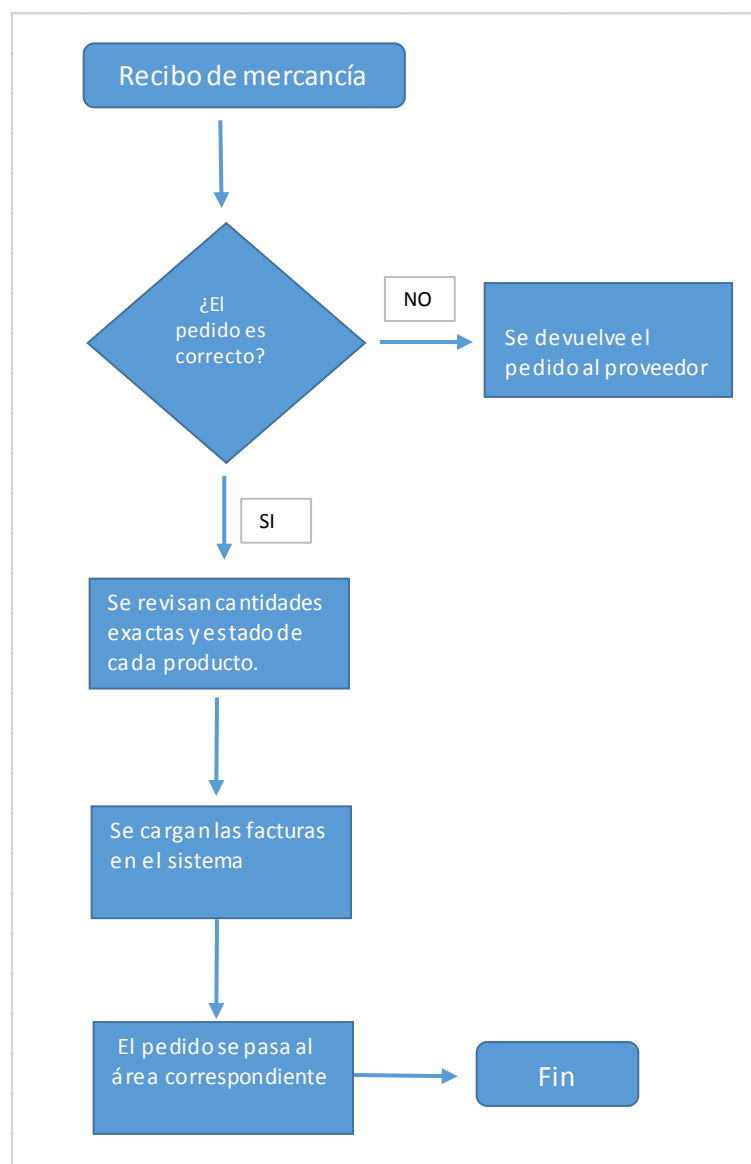 Recibo de mercancía
¿El
pedido es
correcto?
NO
Se devuelve el
pedido al proveedor
SI
Se revisan cantidades
exactas y estado de
cada producto.
Se cargan las facturas
en el sistema
El pedido se pasa al
área correspondiente
Fin